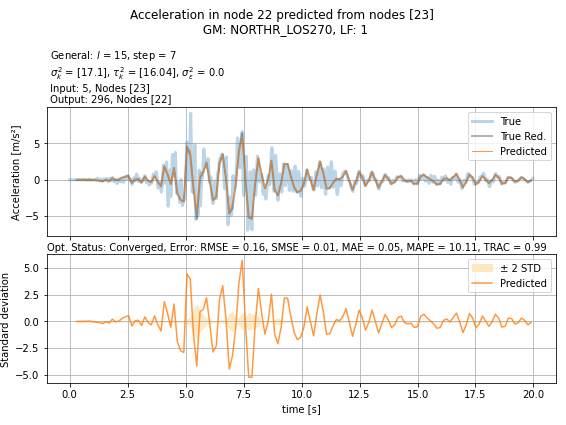 Acceleration in node 22 predicted from nodes [23]
GM: NORTHR_LOS270, LF: 1
General: l = 15, step = 7
σ²ₖ = [17.1], τ²ₖ = [16.04], σ²ε = 0.0
Input: 5, Nodes [23]
Output: 296, Nodes [22]
Acceleration [m/s²]
5
0
−5
True
True Red.
Predicted
Opt. Status: Converged, Error: RMSE = 0.16, SMSE = 0.01, MAE = 0.05, MAPE = 10.11, TRAC = 0.99
Standard deviation
5.0
2.5
0.0
−2.5
−5.0
± 2 STD
Predicted
0.0 2.5 5.0 7.5 10.0 12.5 15.0 17.5 20.0
time [s]